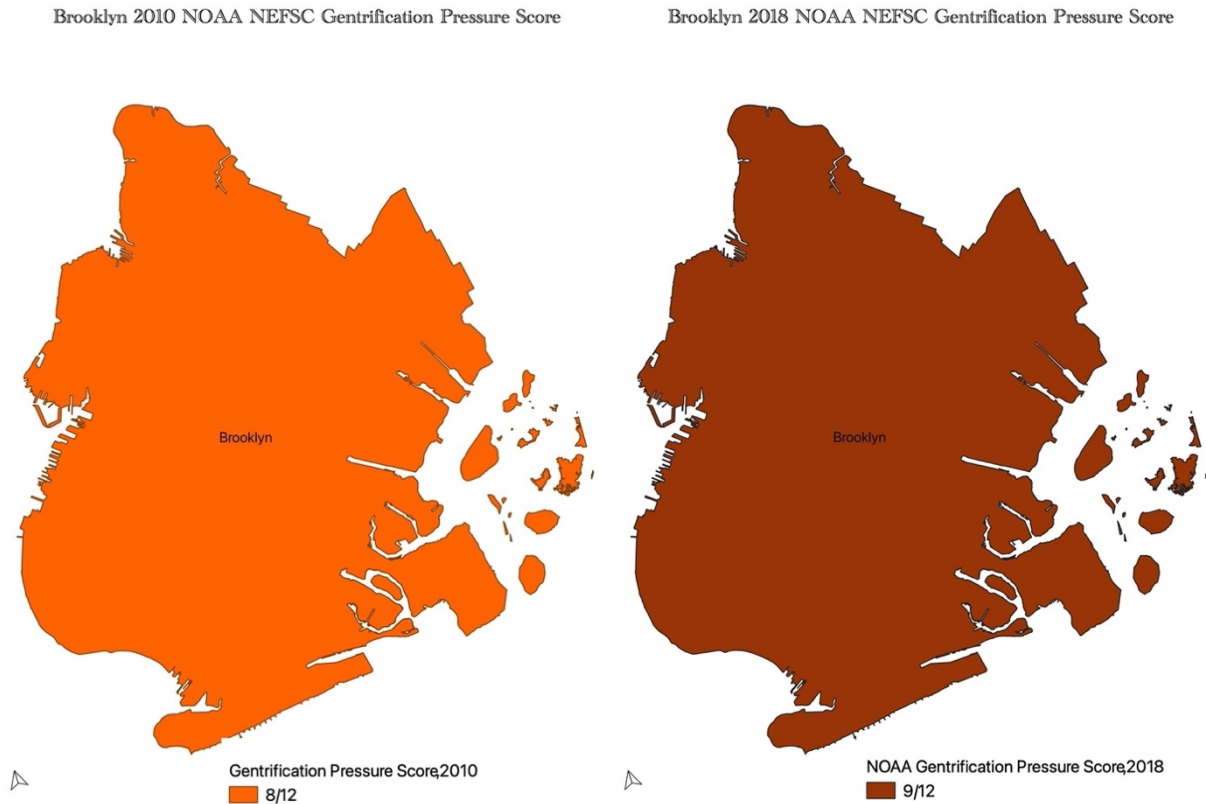 Brooklyn 2010 NOAA NEFSC Gentrification Pressure Score
Brooklyn
Gentrification Pressure Score,2010
8/12
Brooklyn 2018 NOAA NEFSC Gentrification Pressure Score
Brooklyn
NOAA Gentrification Pressure Score,2018
9/12